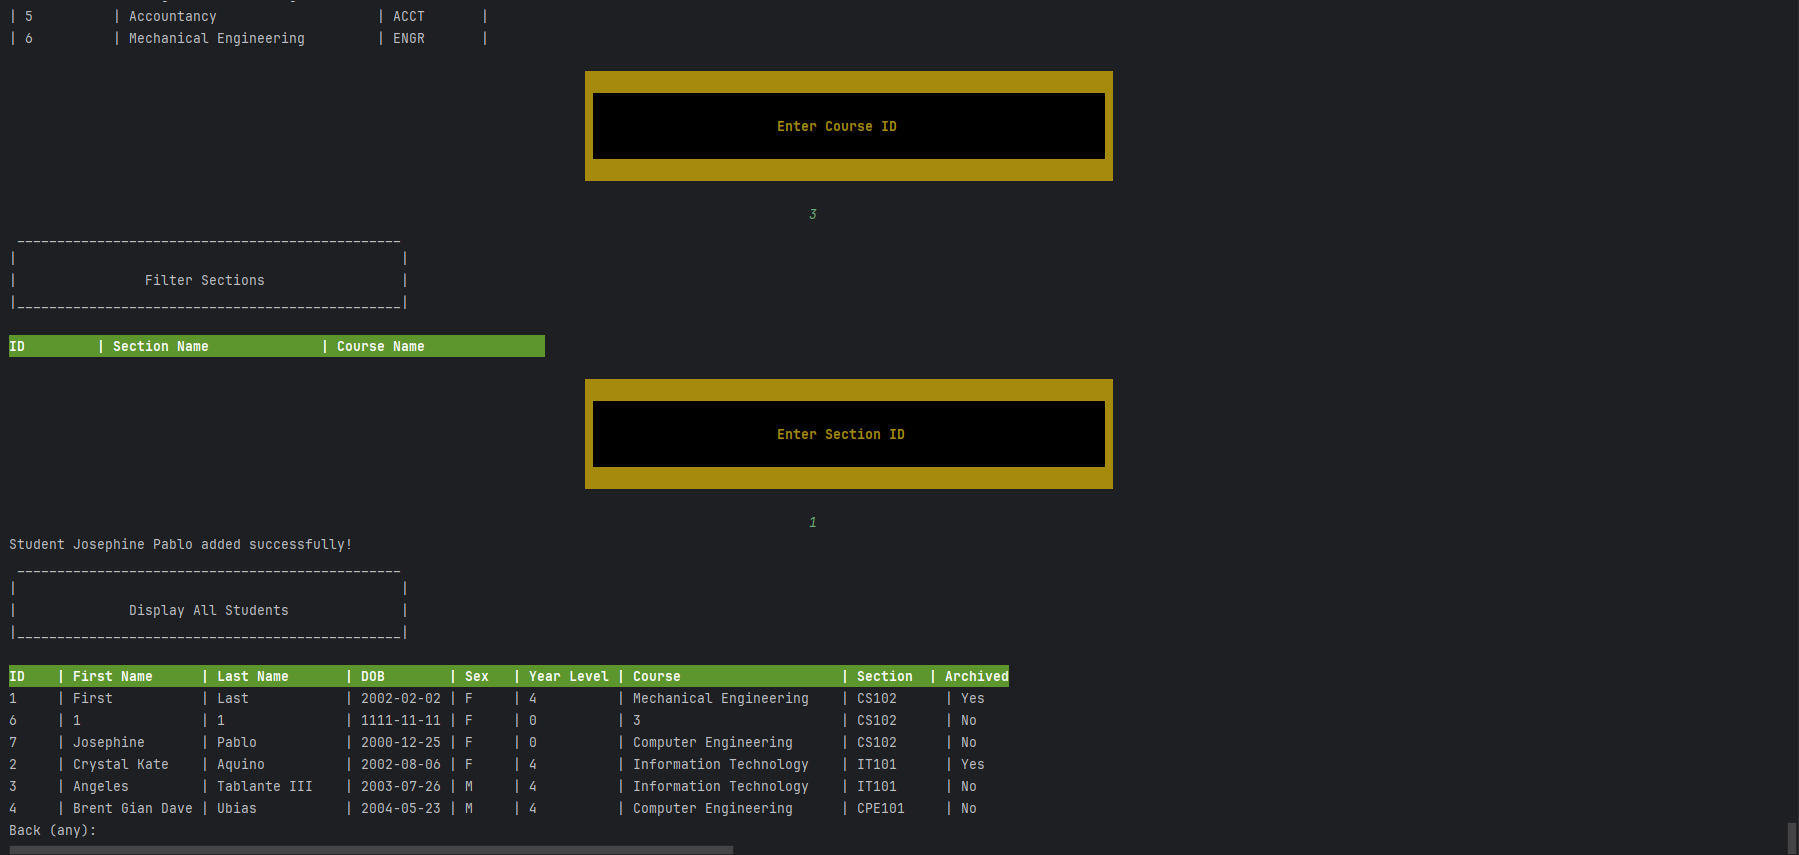 | 5          | Accountancy                    | ACCT       |
| 6          | Mechanical Engineering         | ENGR       |
Enter Course ID
3
 ________________________________________________
|                                                |
|                Filter Sections                 |
|________________________________________________|
ID         | Section Name              | Course Name
Enter Section ID
1
Student Josephine Pablo added successfully!
 ________________________________________________
|                                                |
|              Display All Students              |
|________________________________________________|
ID    | First Name      | Last Name       | DOB        | Sex   | Year Level | Course                    | Section  | Archived
1     | First           | Last            | 2002-02-02 | F     | 4          | Mechanical Engineering    | CS102      | Yes
6     | 1               | 1               | 1111-11-11 | F     | 0          | 3                         | CS102      | No
7     | Josephine       | Pablo           | 2000-12-25 | F     | 0          | Computer Engineering      | CS102      | No
2     | Crystal Kate    | Aquino          | 2002-08-06 | F     | 4          | Information Technology    | IT101      | Yes
3     | Angeles         | Tablante III    | 2003-07-26 | M     | 4          | Information Technology    | IT101      | No
4     | Brent Gian Dave | Ubias           | 2004-05-23 | M     | 4          | Computer Engineering      | CPE101     | No
Back (any):